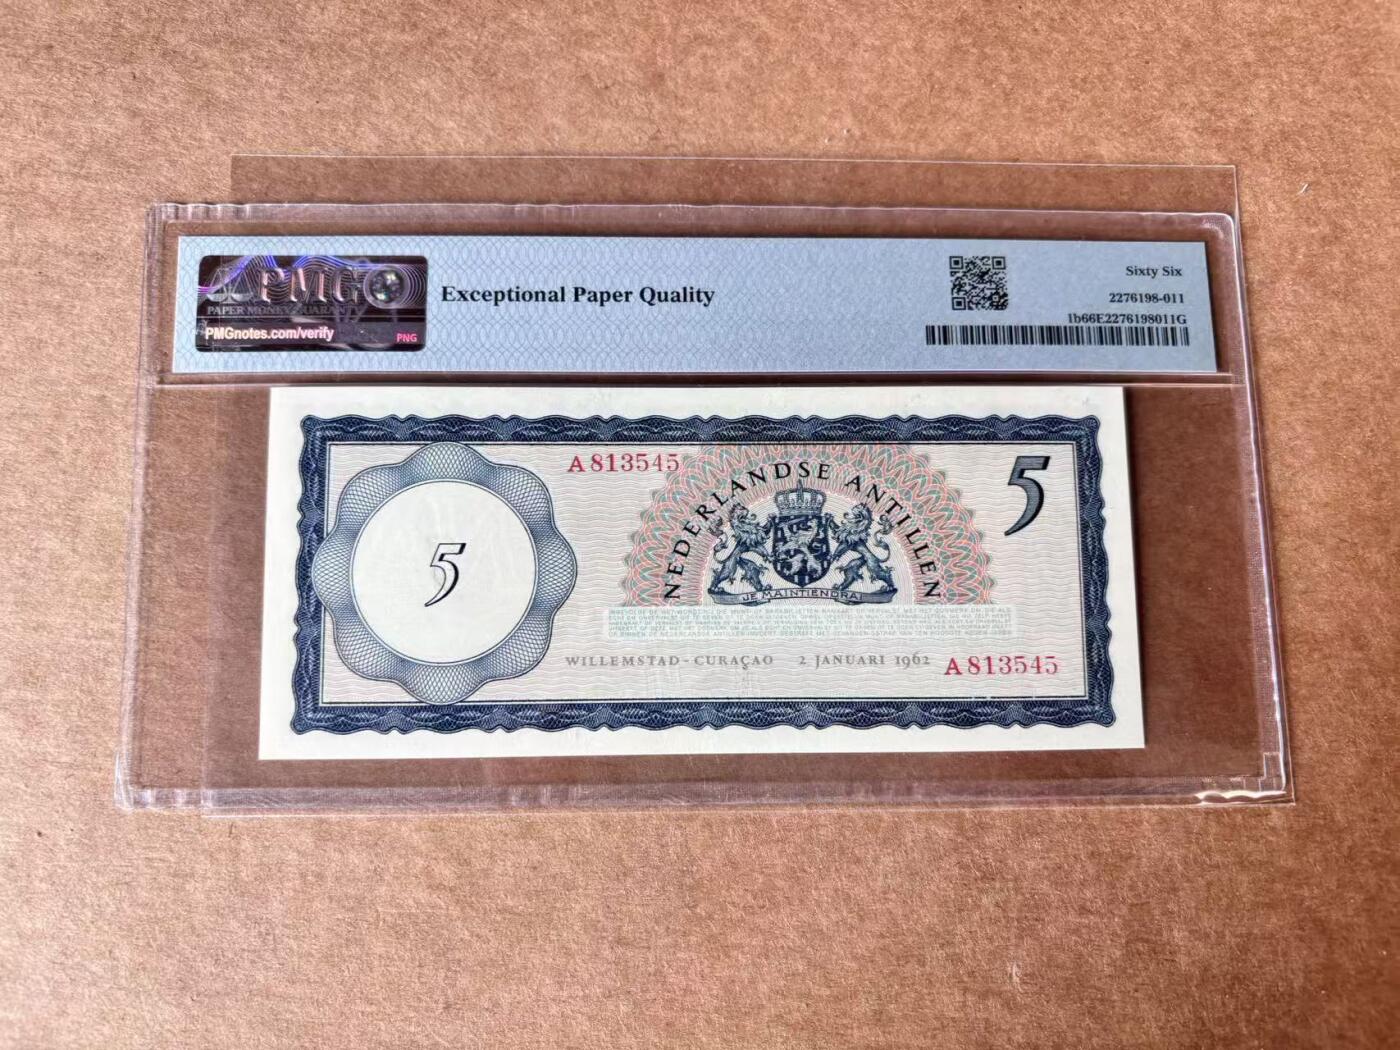 PMG
PAPER MONEY GUARANTY
PMGnotes.com/verify
PNG
Exceptional Paper Quality
Sixty Six
2276198-011
1b66E2276198011G
A813545
5
NEDERLANDSE ANTILLEN
5
JE MAINTIENDRAI
WILLEMSTAD-CURAÇAO 2 JANUARI 1962
A813545